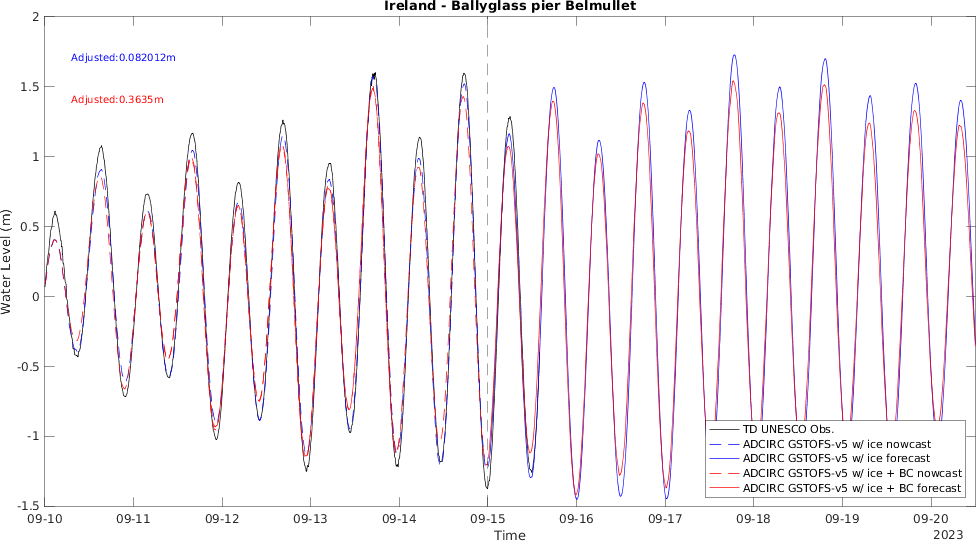 Ireland - Ballyglass pier Belmullet
Adjusted:0.082012m
Adjusted:0.3635m
2
1.5
1
0.5
0
-0.5
-1
-1.5
Water Level (m)
TD UNESCO Obs.
ADCIRC GSTOFS-v5 w/ ice nowcast
ADCIRC GSTOFS-v5 w/ ice forecast
ADCIRC GSTOFS-v5 w/ ice + BC nowcast
ADCIRC GSTOFS-v5 w/ ice + BC forecast
09-10 09-11 09-12 09-13 09-14 09-15 09-16 09-17 09-18 09-19 09-20
Time
2023